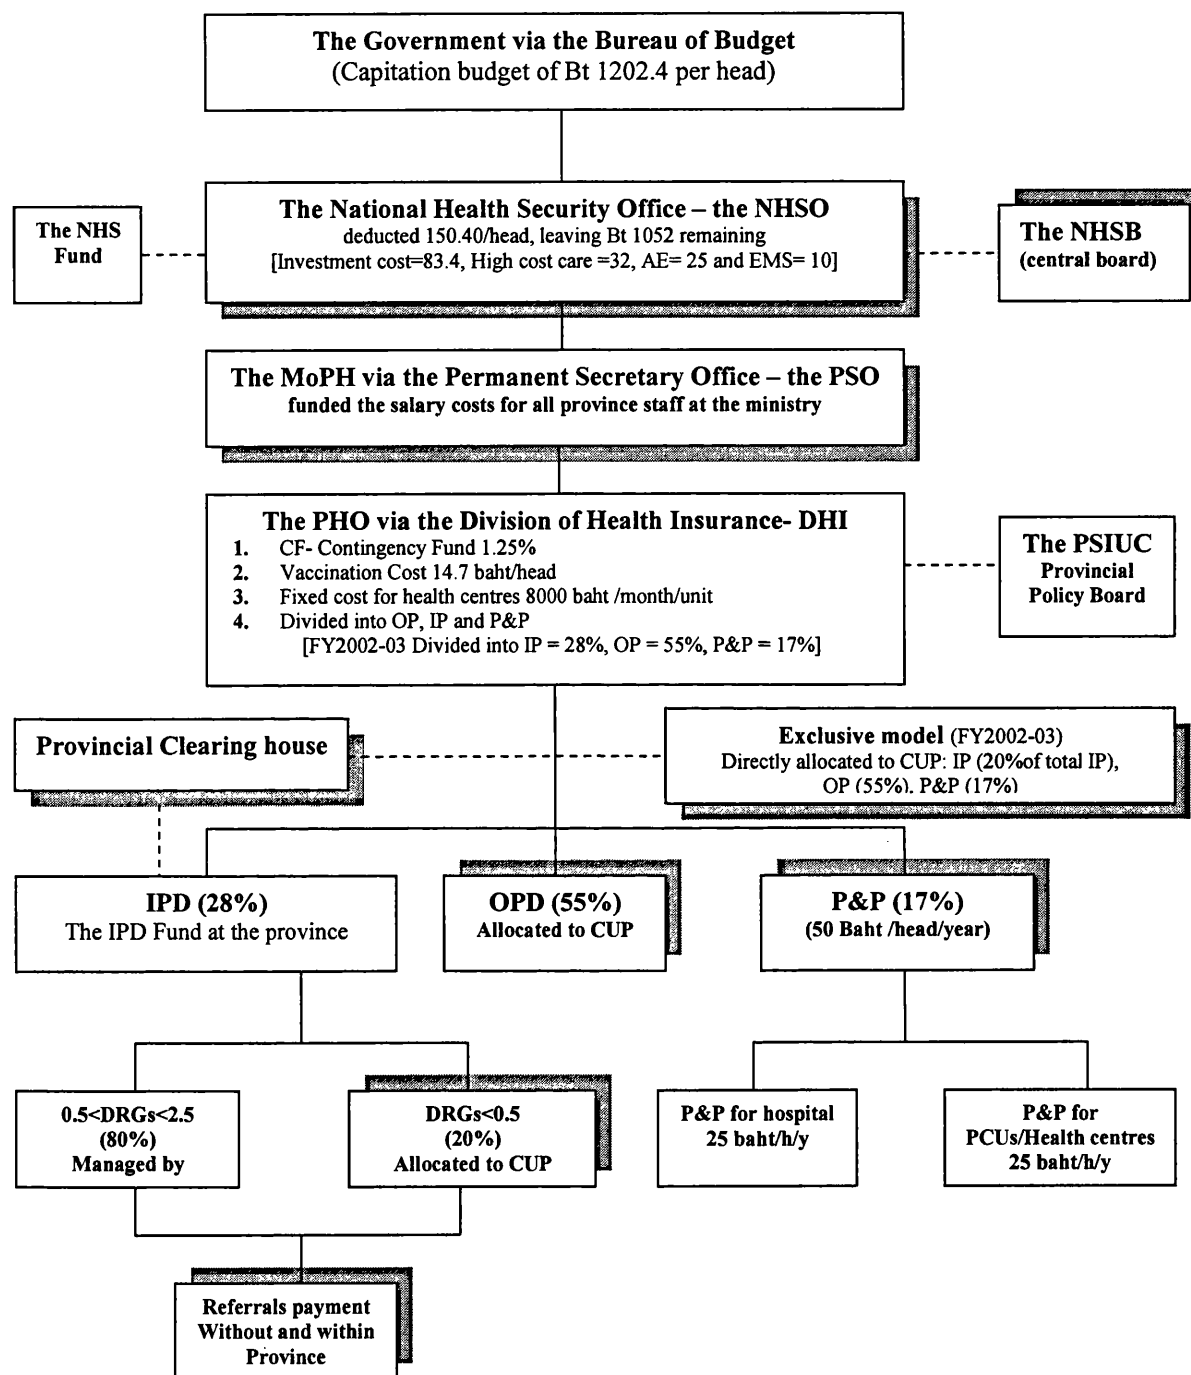 The Government via the Bureau of Budget
(Capitation budget of Bt 1202.4 per head)
The NHS
Fund
The National Health Security Office – the NHSO
deducted 150.40/head, leaving Bt 1052 remaining
[Investment cost=83.4, High cost care =32, AE= 25 and EMS= 10]
The NHSB
(central board)
The MoPH via the Permanent Secretary Office – the PSO
funded the salary costs for all province staff at the ministry
The PHO via the Division of Health Insurance- DHI
1. CF- Contingency Fund 1.25%
2. Vaccination Cost 14.7 baht/head
3. Fixed cost for health centres 8000 baht /month/unit
4. Divided into OP, IP and P&P
[FY2002-03 Divided into IP = 28%, OP = 55%, P&P = 17%]
The PSIUC
Provincial
Policy Board
Provincial Clearing house
Exclusive model (FY2002-03)
Directly allocated to CUP: IP (20%of total IP),
OP (55%), P&P (17%)
IPD (28%)
The IPD Fund at the province
OPD (55%)
Allocated to CUP
P&P (17%)
(50 Baht /head/year)
0.5<DRGs<2.5
(80%)
Managed by
DRGs<0.5
(20%)
Allocated to CUP
P&P for hospital
25 baht/h/y
P&P for
PCUs/Health centres
25 baht/h/y
Referrals payment
Without and within
Province